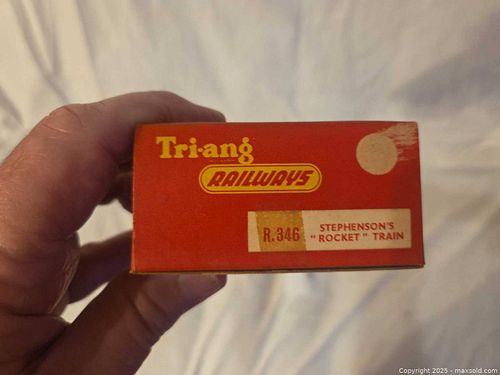 Tri-ang
RAILWAYS
R.346
STEPHENSON'S
"ROCKET" TRAIN
Copyright 2025 - maxsold.com